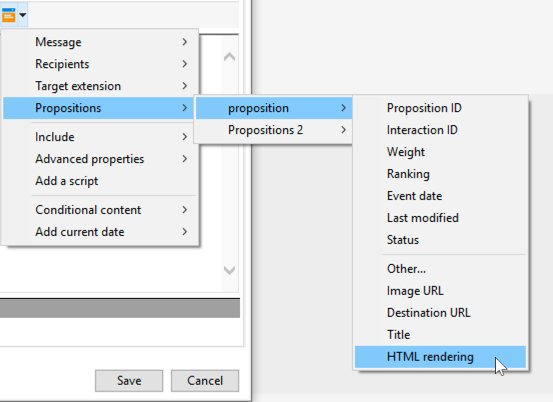 Message
Recipients
Target extension
Propositions
Include
Advanced properties
Add a script
Conditional content
Add current date
proposition
Propositions 2
Proposition ID
Interaction ID
Weight
Ranking
Event date
Last modified
Status
Other...
Image URL
Destination URL
Title
HTML rendering
Save
Cancel